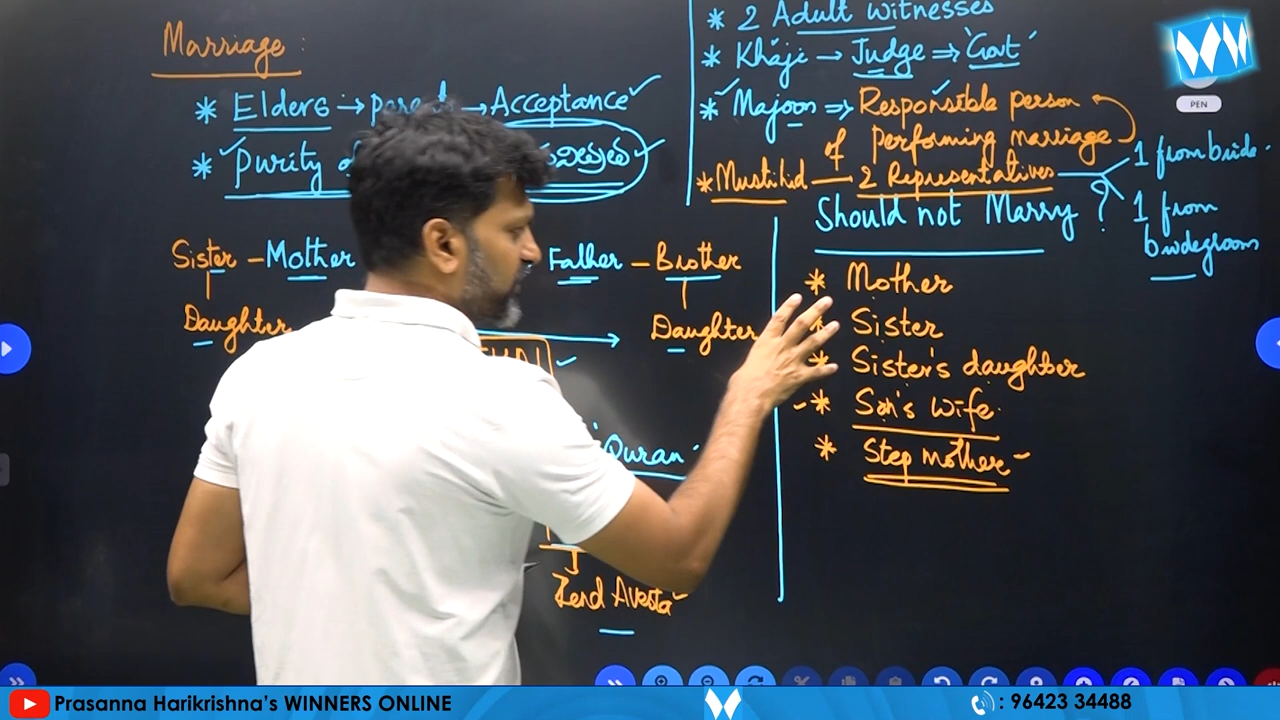 Marriage :
* Elders → → Acceptance
* Purity
Sister - Mother
Father - Brother
Daughter
Daughter
Quran
Zend Avesta
* 2 Adult witnesses
* Khaji → Judge ⇒ 'Govt'
* Majoon ⇒ Responsible person
of Performing marriage
* Mustihid — 2 Representatives
1 from bride.
1 from
bridegroom
Should not Marry ?
* Mother
* Sister
* Sister's daughter
- * Son's wife.
* Step mother -
PEN
Prasanna Harikrishna's WINNERS ONLINE
: 96423 34488